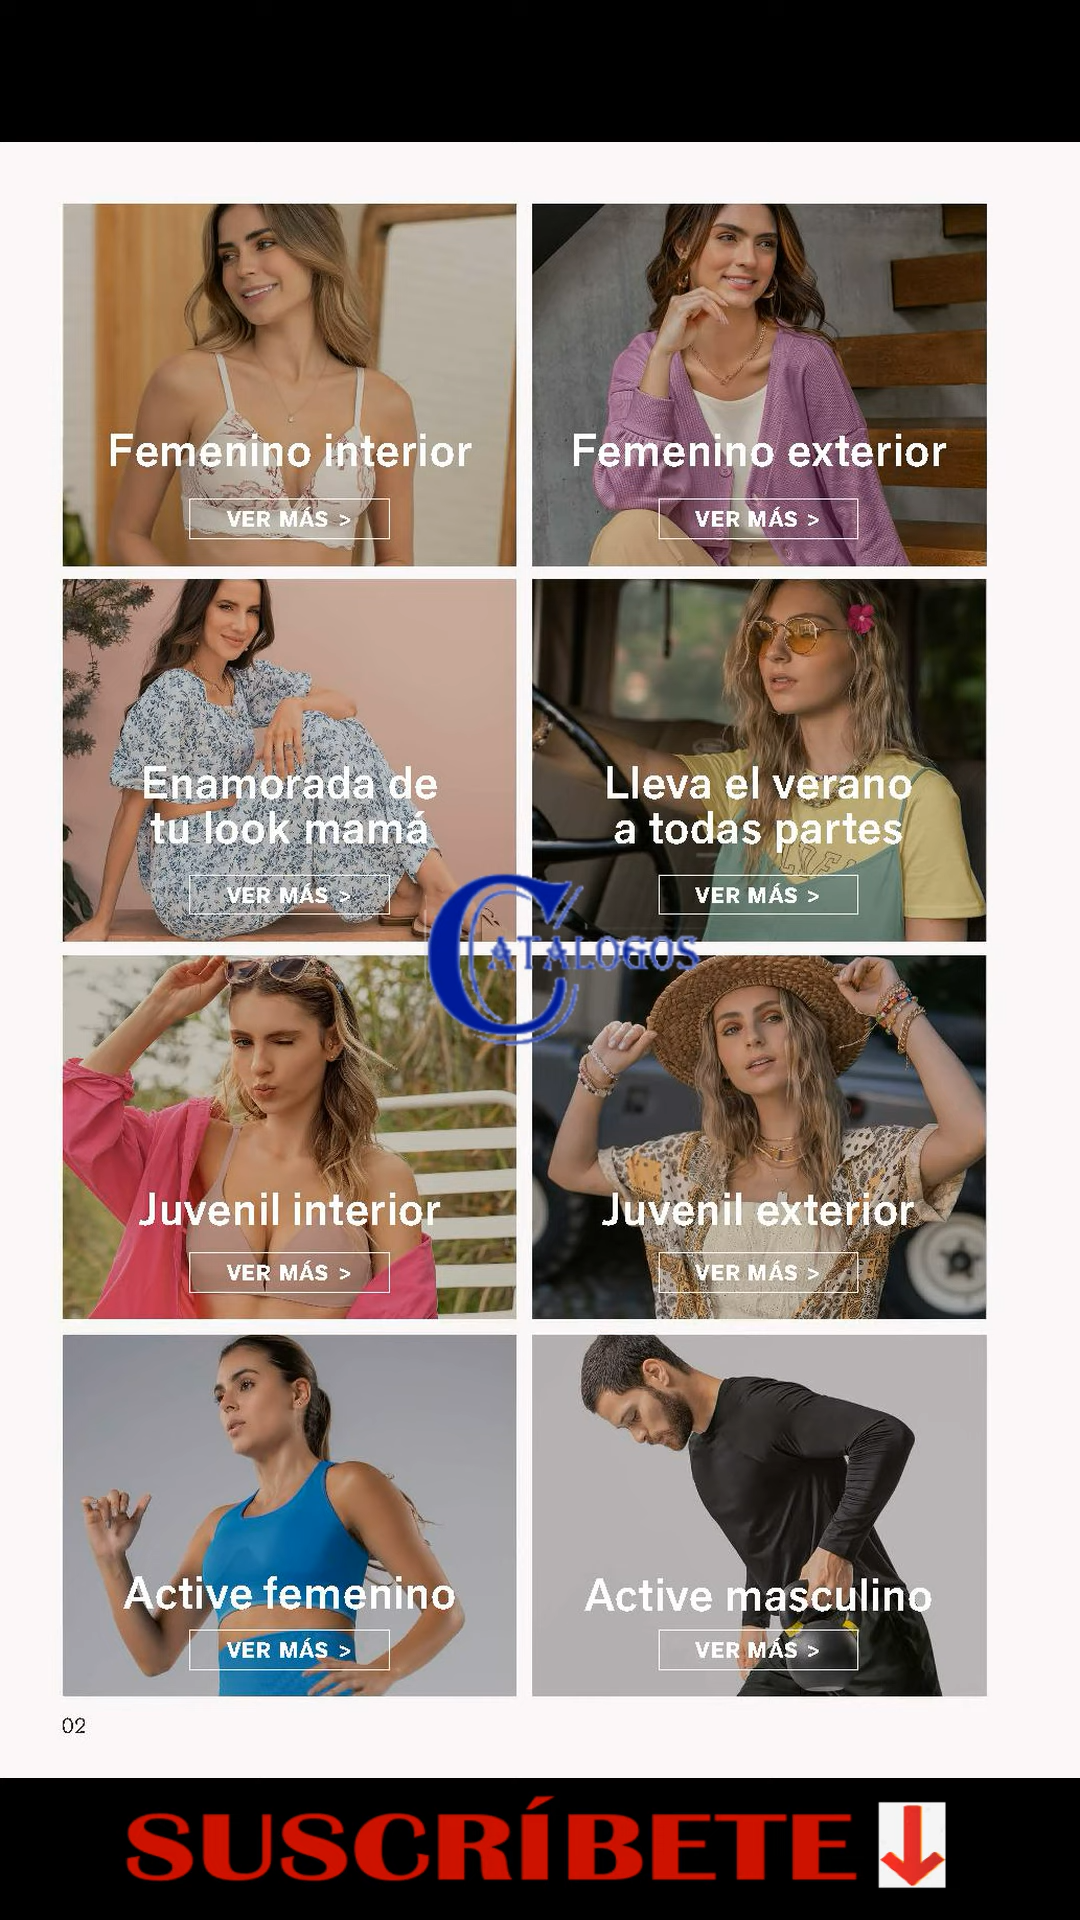 Femenino interior
VER MÁS >
Femenino exterior
VER MÁS >
Enamorada de
tu look mamá
VER MÁS >
Lleva el verano
a todas partes
VER MÁS >
CATALOGOS
Juvenil interior
VER MÁS >
Juvenil exterior
VER MÁS >
Active femenino
VER MÁS >
Active masculino
VER MÁS >
02
SUSCRÍBETE